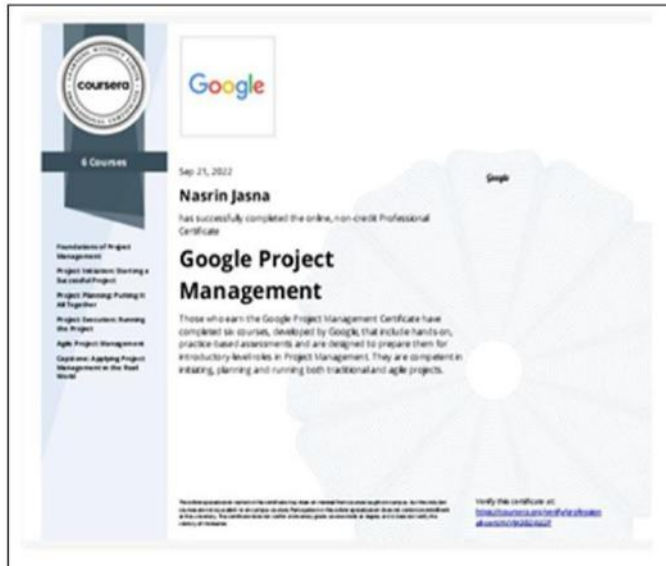 coursera
Google
6 Courses
Sep 21, 2022
Google
Nasrin Jasna
has successfully completed the online, non-credit Professional
Certificate
Google Project
Management
Those who earn the Google Project Management Certificate have
completed six courses, developed by Google, that include hands-on,
practice-based assessments and are designed to prepare them for
introductory-level roles in Project Management. They are competent in
initiating, planning and running both traditional and agile projects.
Foundations of Project
Management
Project Initiation: Starting a
Successful Project
Project Planning: Putting It
All Together
Project Execution: Running
the Project
Agile Project Management
Capstone: Applying Project
Management in the Real
World
Verify this certificate at: